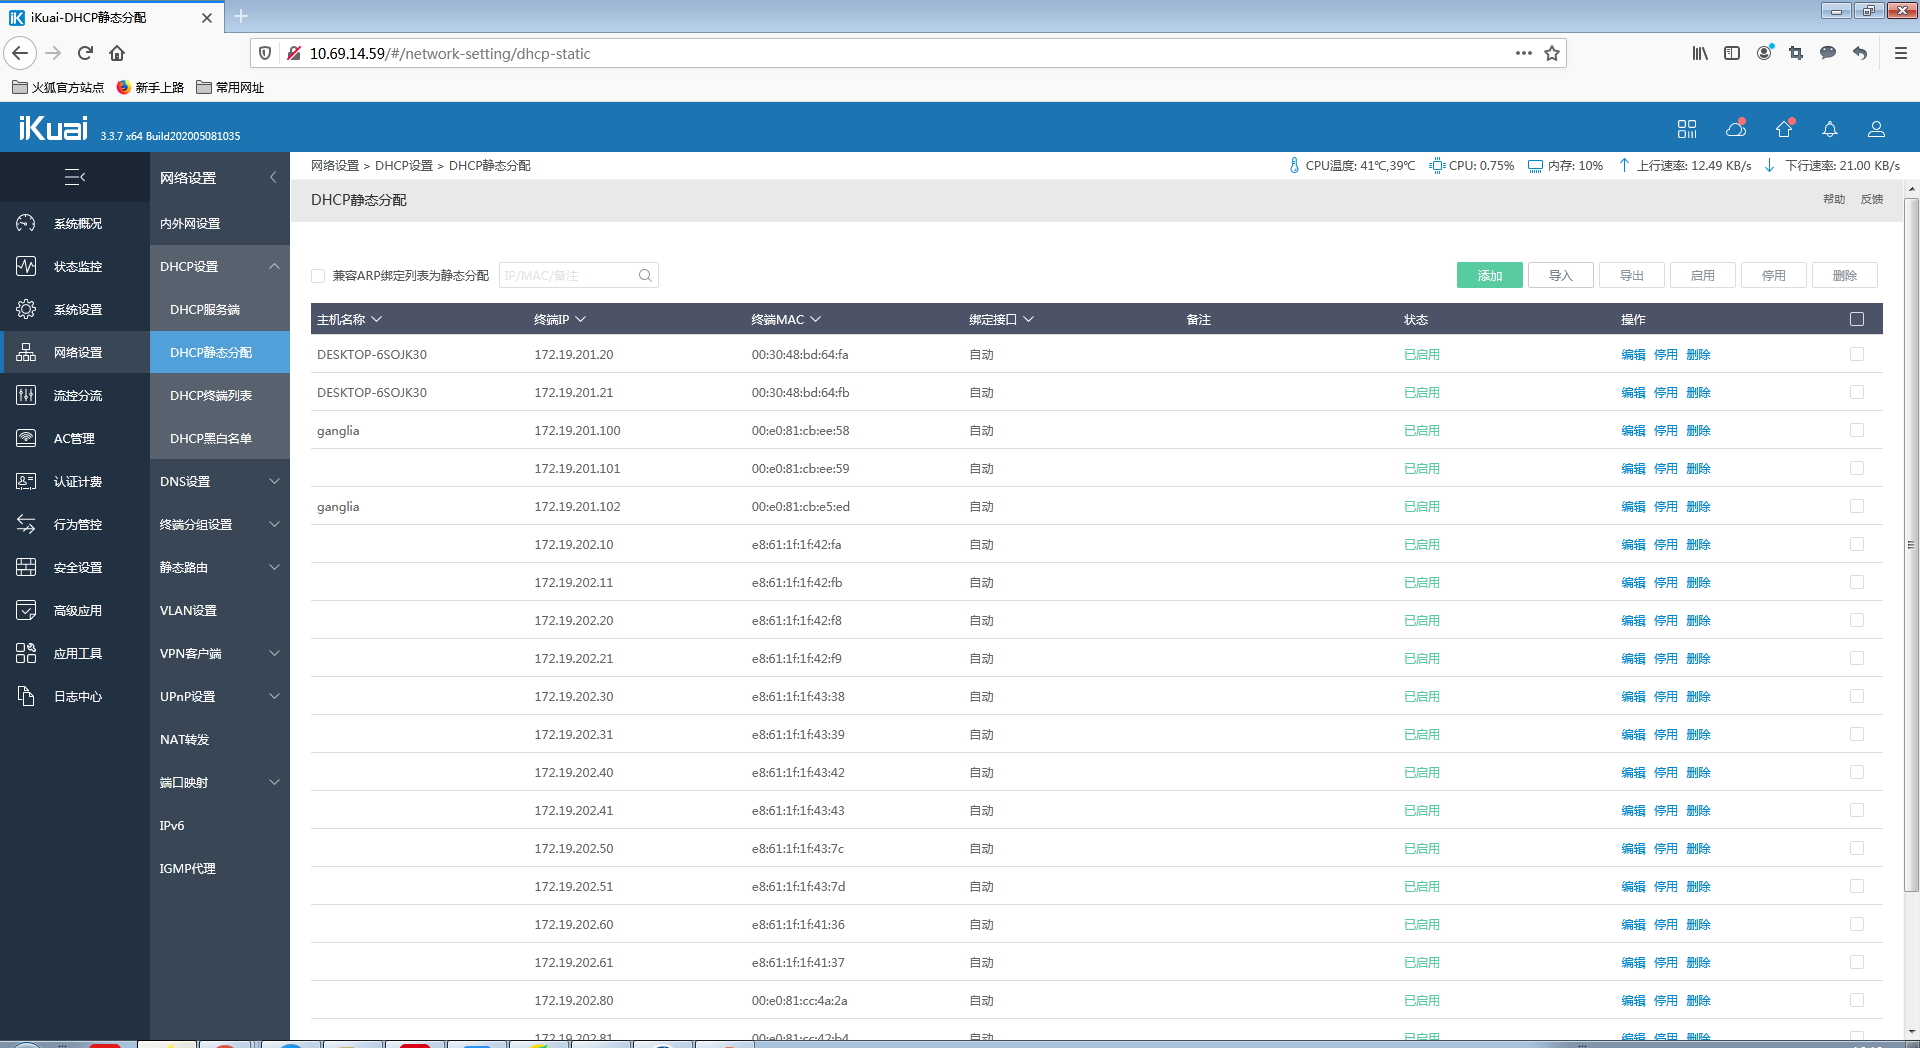 iKuai-DHCP静态分配
10.69.14.59/#/network-setting/dhcp-static
火狐官方站点 新手上路 常用网址
iKuai 3.3.7 x64 Build202005081035
网络设置 > DHCP设置 > DHCP静态分配 CPU温度: 41℃,39℃ CPU: 0.75% 内存: 10% 上行速率: 12.49 KB/s 下行速率: 21.00 KB/s
DHCP静态分配 帮助 反馈
系统概况
状态监控
系统设置
网络设置
流控分流
AC管理
认证计费
行为管控
安全设置
高级应用
应用工具
日志中心
网络设置
内外网设置
DHCP设置
DHCP服务端
DHCP静态分配
DHCP终端列表
DHCP黑白名单
DNS设置
终端分组设置
静态路由
VLAN设置
VPN客户端
UPnP设置
NAT转发
端口映射
IPv6
IGMP代理
兼容ARP绑定列表为静态分配 IP/MAC/备注 添加 导入 导出 启用 停用 删除
主机名称 终端IP 终端MAC 绑定接口 备注 状态 操作
DESKTOP-6SOJK30 172.19.201.20 00:30:48:bd:64:fa 自动 已启用 编辑 停用 删除
DESKTOP-6SOJK30 172.19.201.21 00:30:48:bd:64:fb 自动 已启用 编辑 停用 删除
ganglia 172.19.201.100 00:e0:81:cb:ee:58 自动 已启用 编辑 停用 删除
172.19.201.101 00:e0:81:cb:ee:59 自动 已启用 编辑 停用 删除
ganglia 172.19.201.102 00:e0:81:cb:e5:ed 自动 已启用 编辑 停用 删除
172.19.202.10 e8:61:1f:1f:42:fa 自动 已启用 编辑 停用 删除
172.19.202.11 e8:61:1f:1f:42:fb 自动 已启用 编辑 停用 删除
172.19.202.20 e8:61:1f:1f:42:f8 自动 已启用 编辑 停用 删除
172.19.202.21 e8:61:1f:1f:42:f9 自动 已启用 编辑 停用 删除
172.19.202.30 e8:61:1f:1f:43:38 自动 已启用 编辑 停用 删除
172.19.202.31 e8:61:1f:1f:43:39 自动 已启用 编辑 停用 删除
172.19.202.40 e8:61:1f:1f:43:42 自动 已启用 编辑 停用 删除
172.19.202.41 e8:61:1f:1f:43:43 自动 已启用 编辑 停用 删除
172.19.202.50 e8:61:1f:1f:43:7c 自动 已启用 编辑 停用 删除
172.19.202.51 e8:61:1f:1f:43:7d 自动 已启用 编辑 停用 删除
172.19.202.60 e8:61:1f:1f:41:36 自动 已启用 编辑 停用 删除
172.19.202.61 e8:61:1f:1f:41:37 自动 已启用 编辑 停用 删除
172.19.202.80 00:e0:81:cc:4a:2a 自动 已启用 编辑 停用 删除
172.19.202.81 00:e0:81:cc:42:b4 自动 已启用 编辑 停用 删除